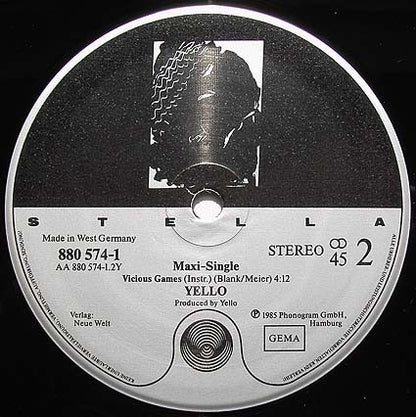 STELLA
Made in West Germany
880 574-1
AA 880 574-1.2Y
STEREO
45
2
Maxi-Single
Vicious Games (Instr.) (Blank/Meier) 4:12
YELLO
Produced by Yello
Verlag:
Neue Welt
℗ 1985 Phonogram GmbH,
Hamburg
GEMA